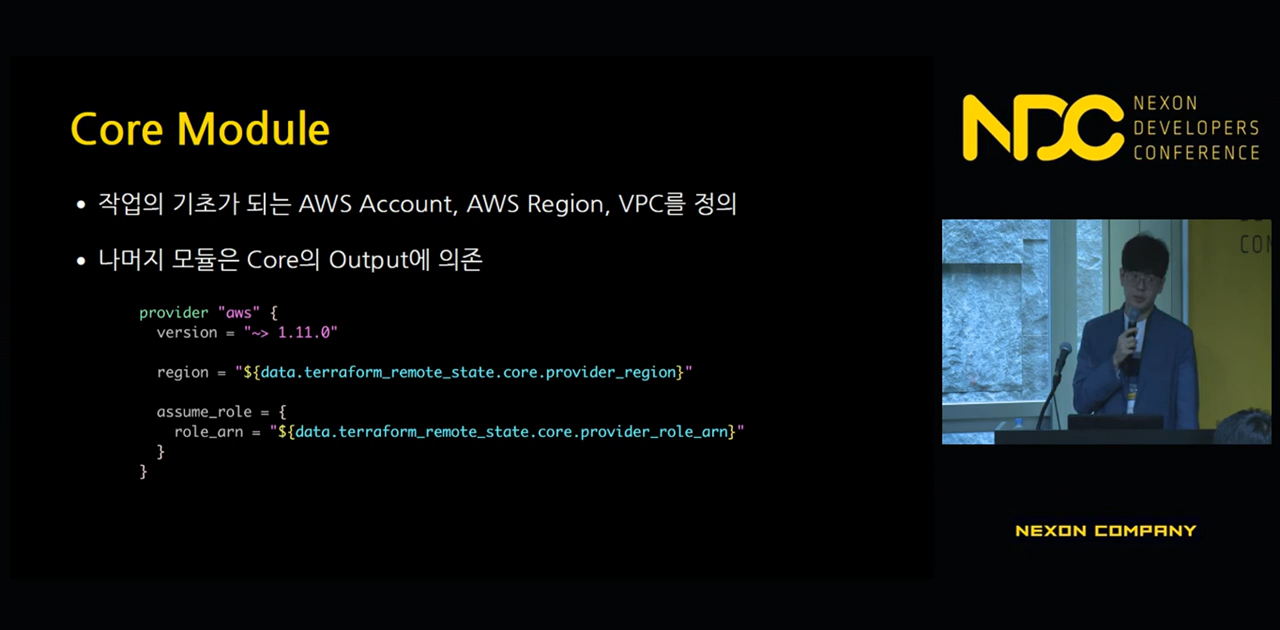 Core Module
• 작업의 기초가 되는 AWS Account, AWS Region, VPC를 정의
• 나머지 모듈은 Core의 Output에 의존
provider "aws" {
version = "~> 1.11.0"
region = "${data.terraform_remote_state.core.provider_region}"
assume_role = {
role_arn = "${data.terraform_remote_state.core.provider_role_arn}"
}
}
NDC
NEXON
DEVELOPERS
CONFERENCE
CON
NEXON COMPANY